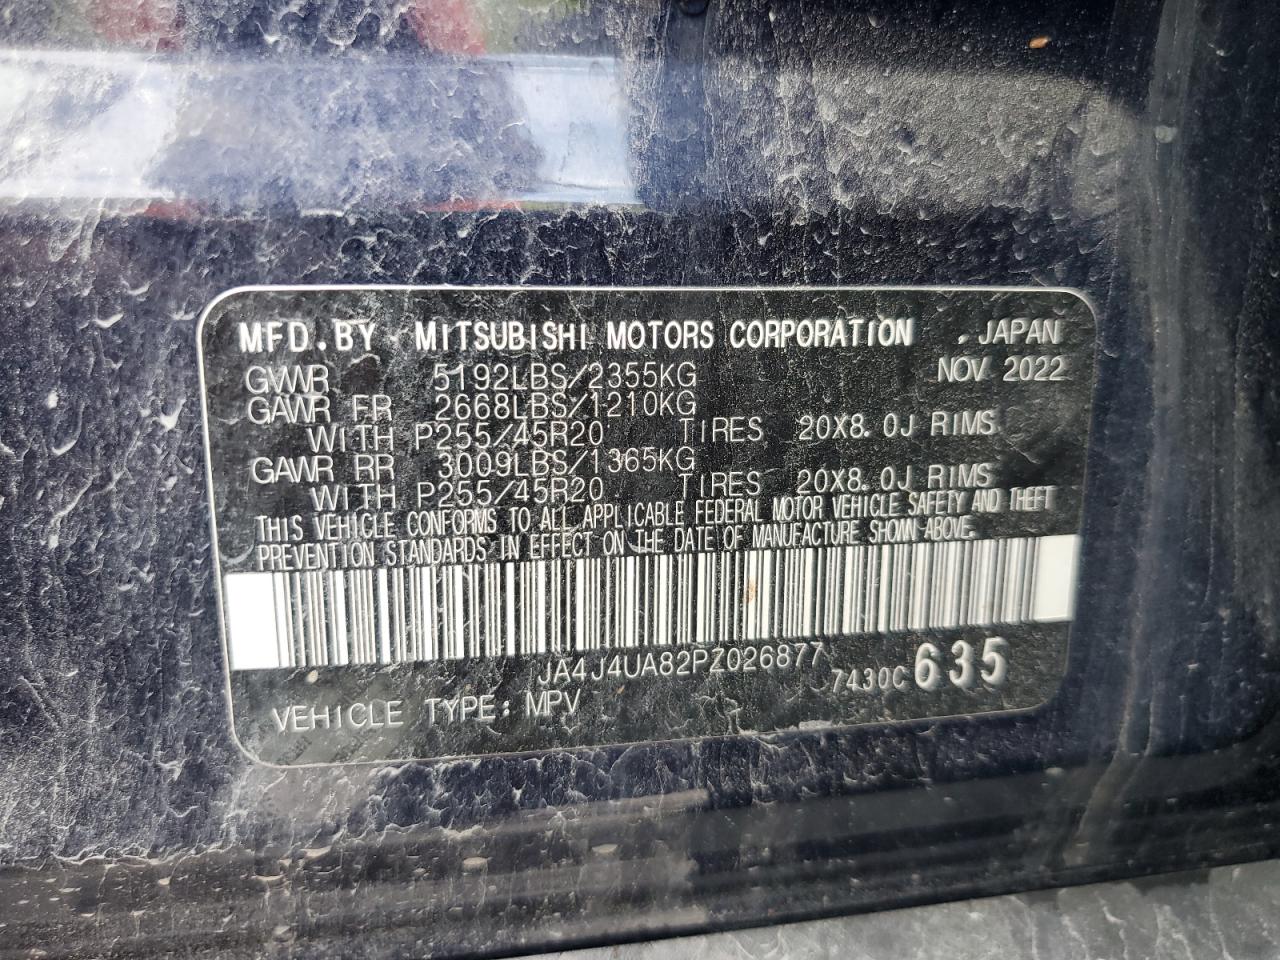 MFD. BY MITSUBISHI MOTORS CORPORATION , JAPAN
GVWR 5192LBS/2355KG NOV 2022
GAWR FR 2668LBS/1210KG
WITH P255/45R20 TIRES 20X8.0J RIMS
GAWR RR 3009LBS/1365KG
WITH P255/45R20 TIRES 20X8.0J RIMS
THIS VEHICLE CONFORMS TO ALL APPLICABLE FEDERAL MOTOR VEHICLE SAFETY AND THEFT
PREVENTION STANDARDS IN EFFECT ON THE DATE OF MANUFACTURE SHOWN ABOVE.
JA4J4UA82PZ026877
7430C 635
VEHICLE TYPE: MPV